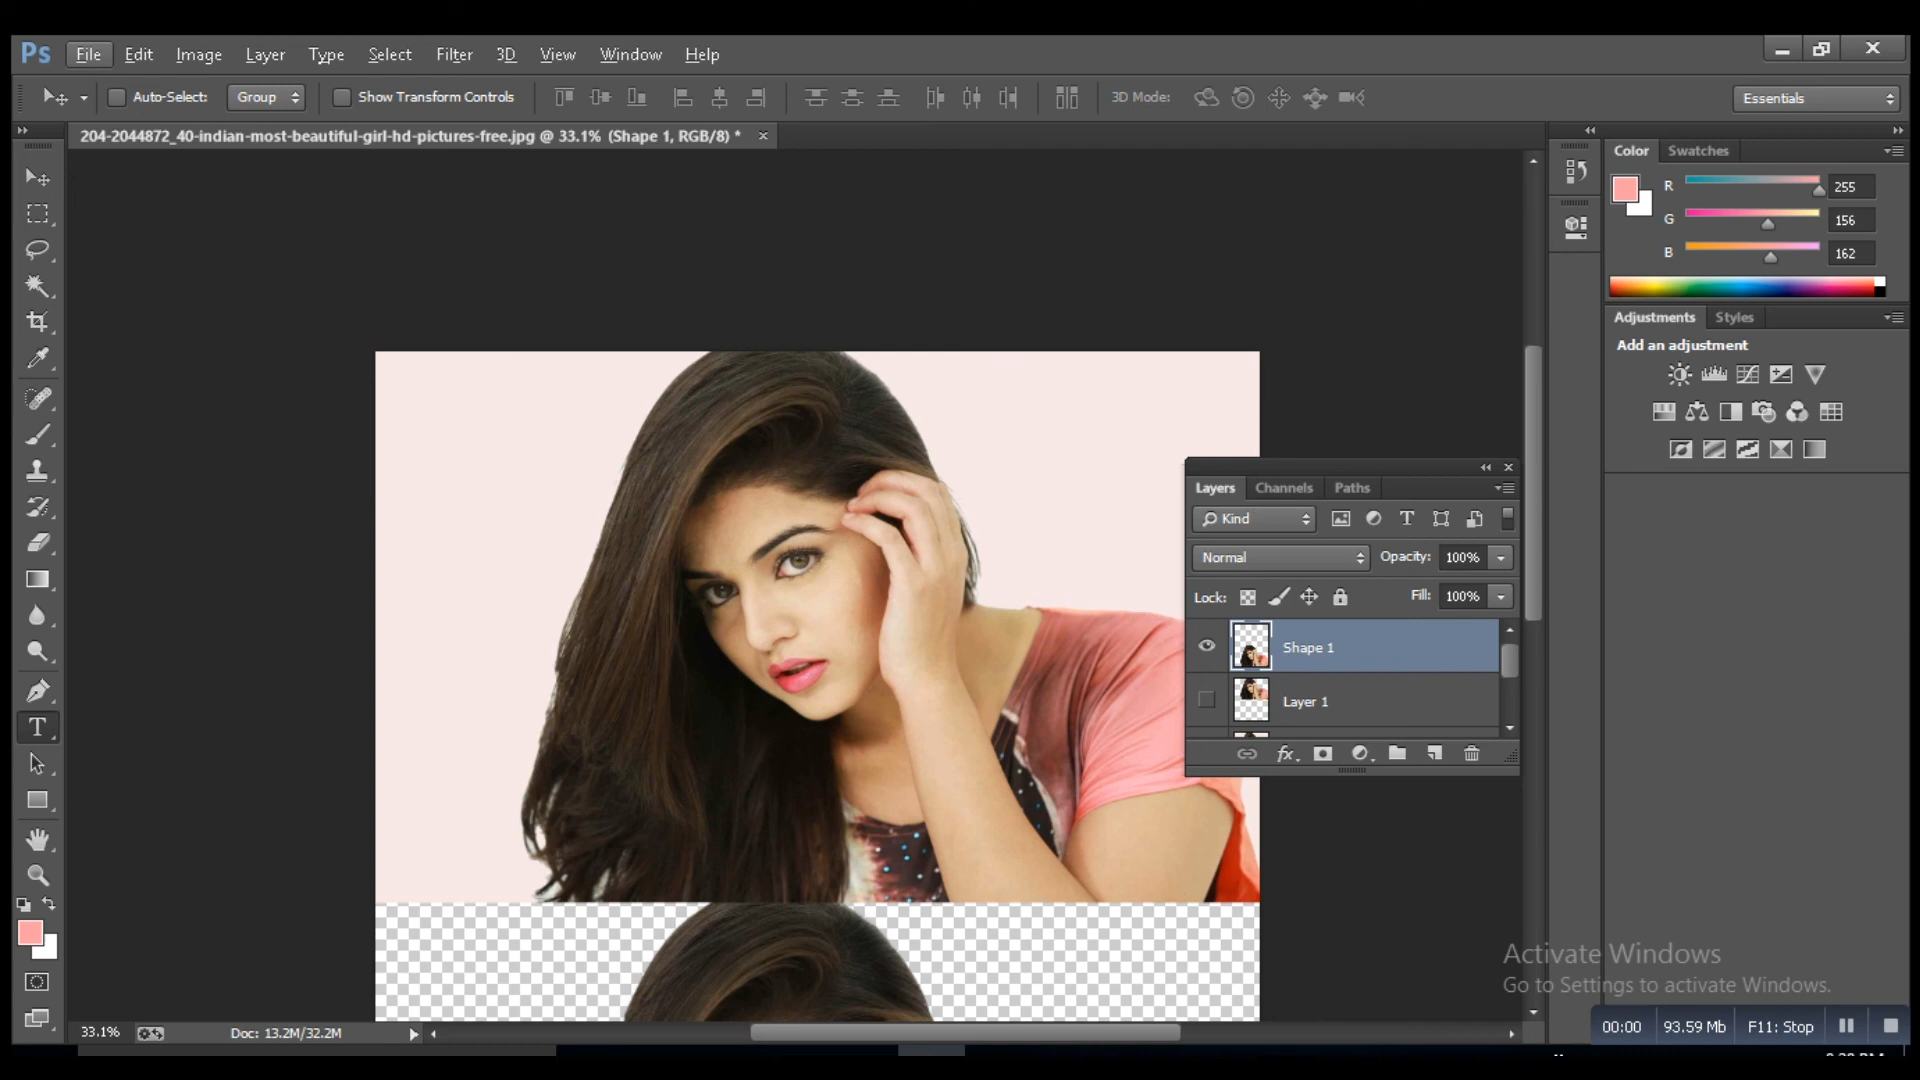 Ps File Edit Image Layer Type Select Filter 3D View Window Help
Auto-Select: Group Show Transform Controls 3D Mode: Essentials
204-2044872_40-indian-most-beautiful-girl-hd-pictures-free.jpg @ 33.1% (Shape 1, RGB/8) *
Color Swatches
R 255
G 156
B 162
Adjustments Styles
Add an adjustment
Layers Channels Paths
Kind
Normal Opacity: 100%
Lock: Fill: 100%
Shape 1
Layer 1
fx
T
Activate Windows
Go to Settings to activate Windows.
33.1% Doc: 13.2M/32.2M
00:00 93.59 Mb F11: Stop